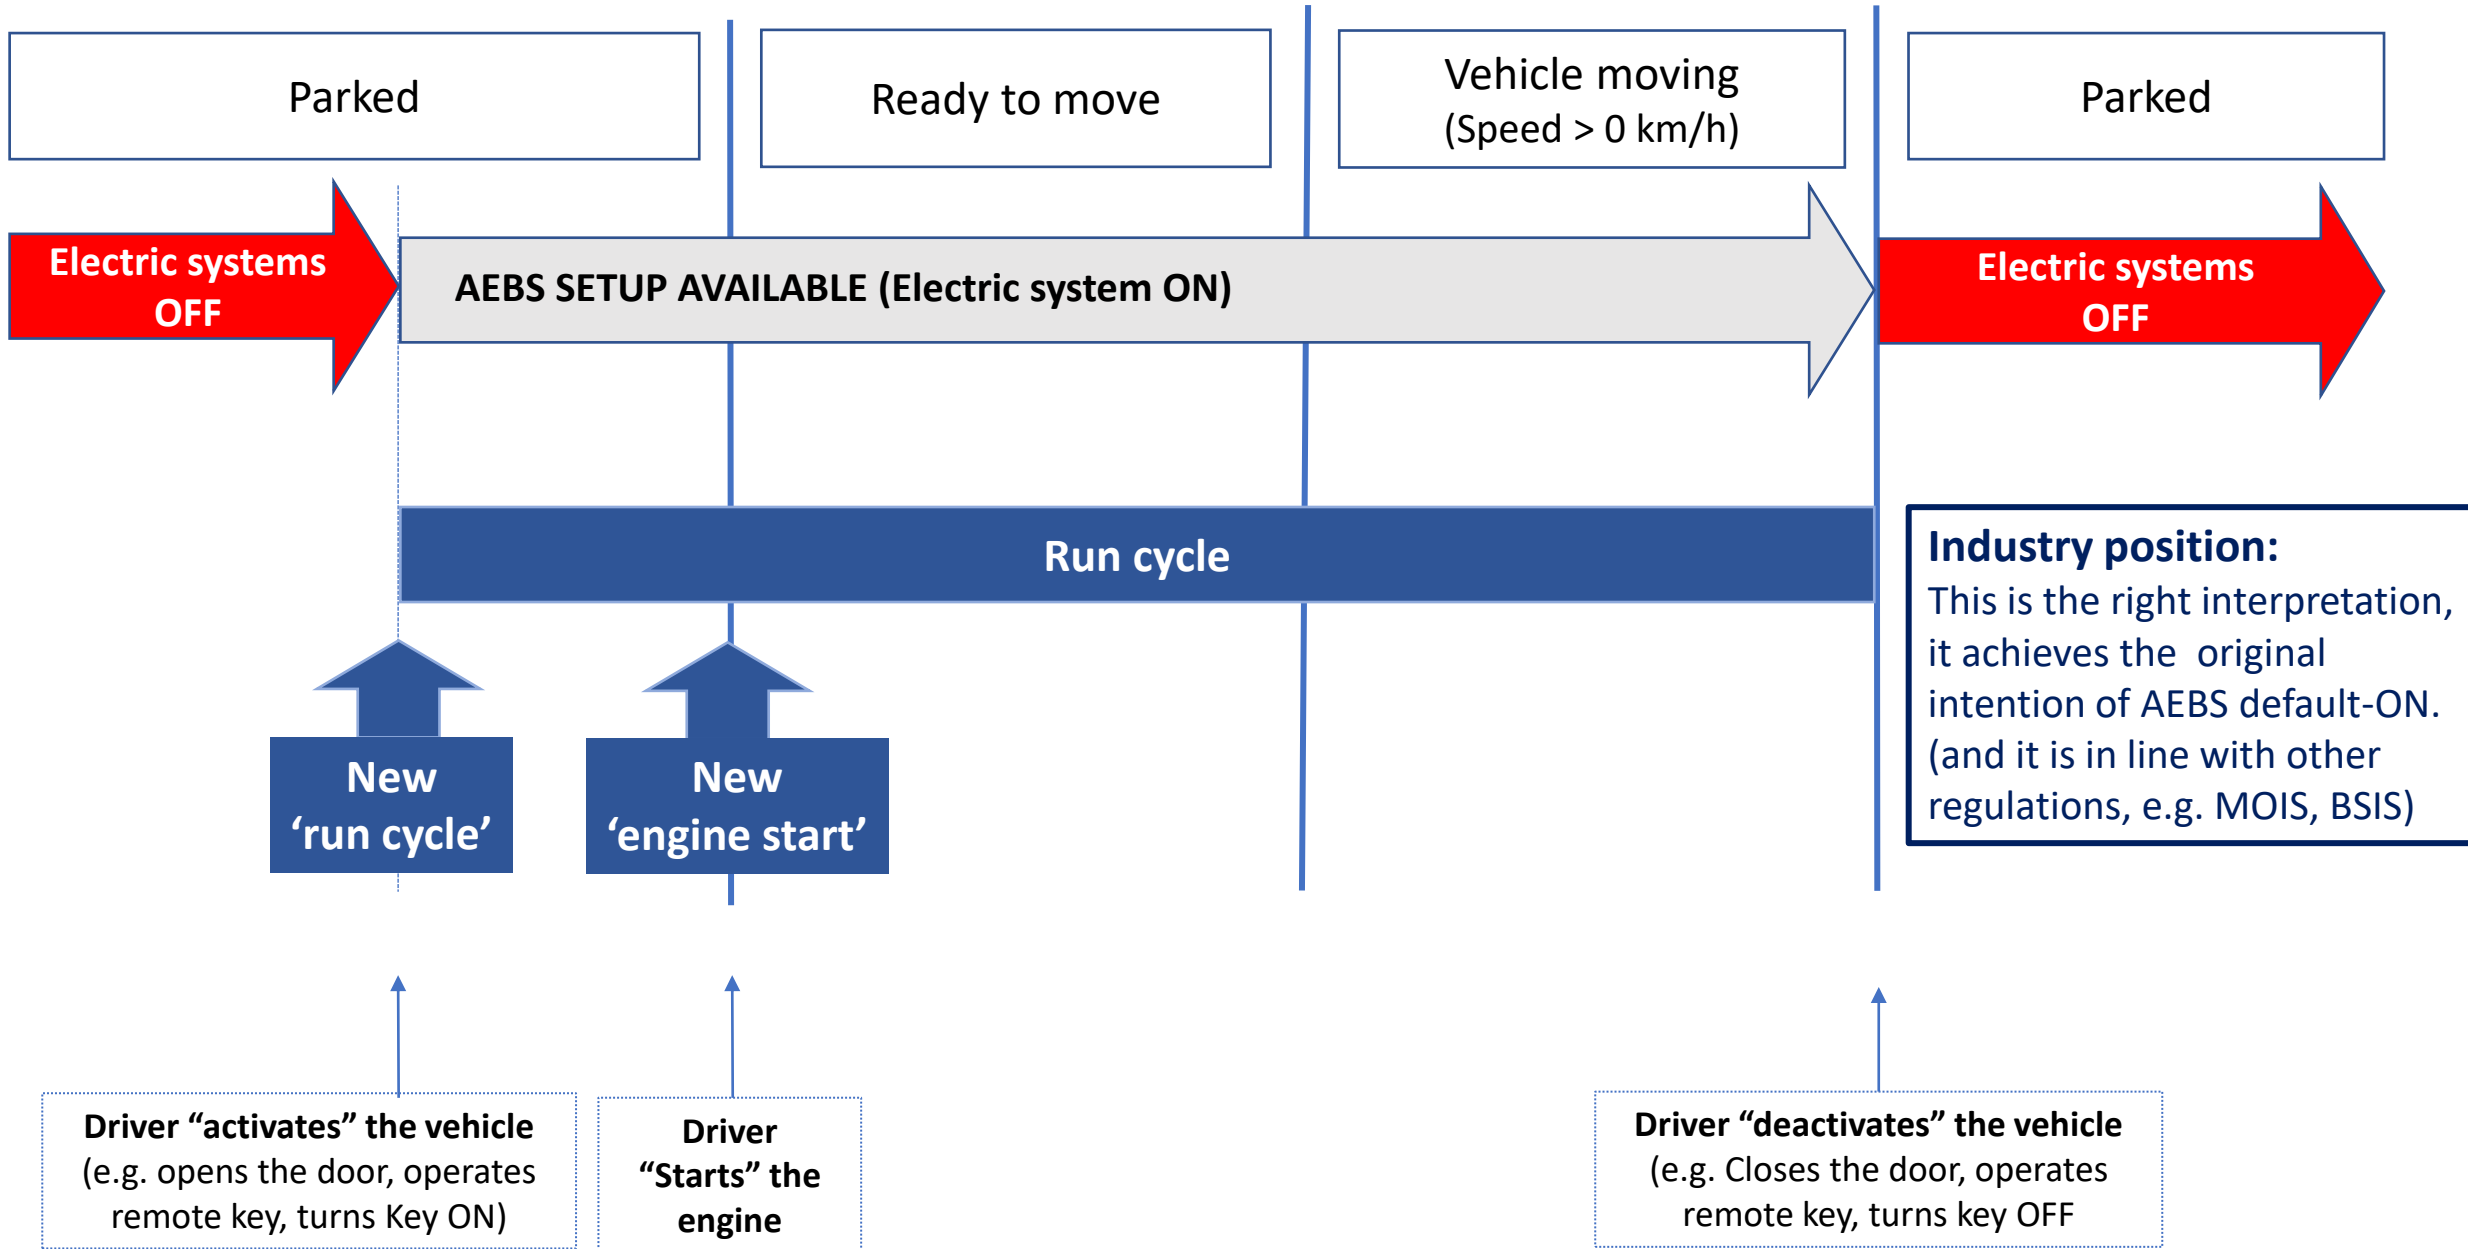 Parked
Ready to move
Vehicle moving
(Speed > 0 km/h)
Parked
Electric systems
OFF
AEBS SETUP AVAILABLE (Electric system ON)
Electric systems
OFF
Run cycle
Industry position:
This is the right interpretation,
it achieves the  original
intention of AEBS default-ON.
(and it is in line with other
regulations, e.g. MOIS, BSIS)
New
‘run cycle’
New
‘engine start’
Driver “activates” the vehicle
(e.g. opens the door, operates
remote key, turns Key ON)
Driver
“Starts” the
engine
Driver “deactivates” the vehicle
(e.g. Closes the door, operates
remote key, turns key OFF